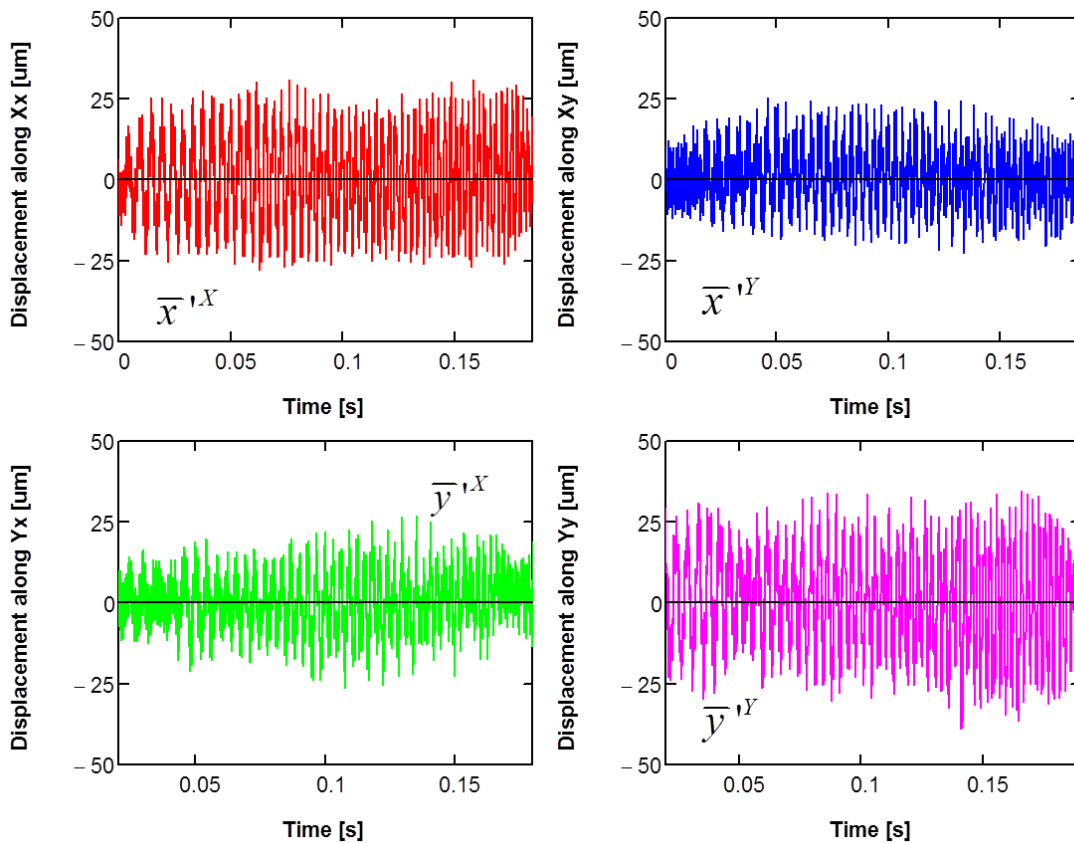 Displacement along Xx [um]
50
25
0
− 25
− 50
x̅ ′X
0 0.05 0.1 0.15
Time [s]
Displacement along Xy [um]
50
25
0
− 25
− 50
x̅ ′Y
0 0.05 0.1 0.15
Time [s]
Displacement along Yx [um]
50
25
0
− 25
− 50
y̅ ′X
0.05 0.1 0.15
Time [s]
Displacement along Yy [um]
50
25
0
− 25
− 50
y̅ ′Y
0.05 0.1 0.15
Time [s]